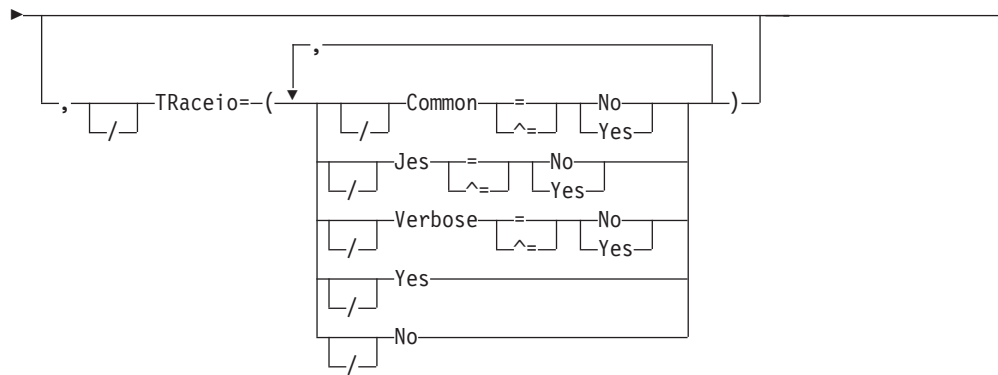 ,
, / TRaceio= ( / Common = ^= No Yes )
/ Jes = ^= No Yes
/ Verbose = ^= No Yes
/ Yes
/ No